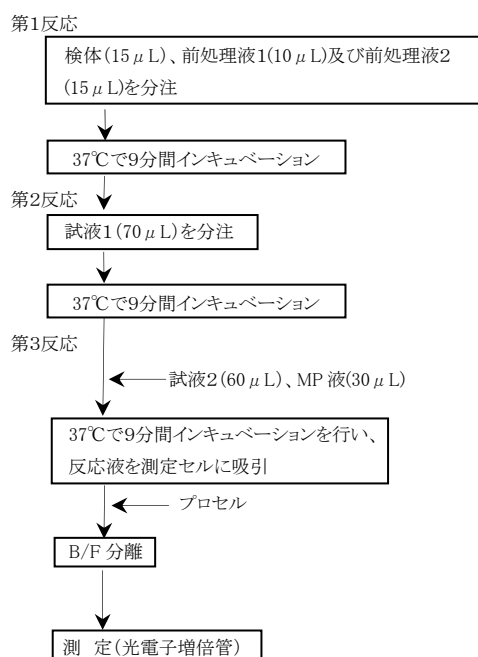 第1反応
検体(15μL)、前処理液1(10μL)及び前処理液2
(15μL)を分注
37℃で9分間インキュベーション
第2反応
試液1(70μL)を分注
37℃で9分間インキュベーション
第3反応
試液2(60μL)、MP液(30μL)
37℃で9分間インキュベーションを行い、
反応液を測定セルに吸引
プロセル
B/F 分離
測 定(光電子増倍管)